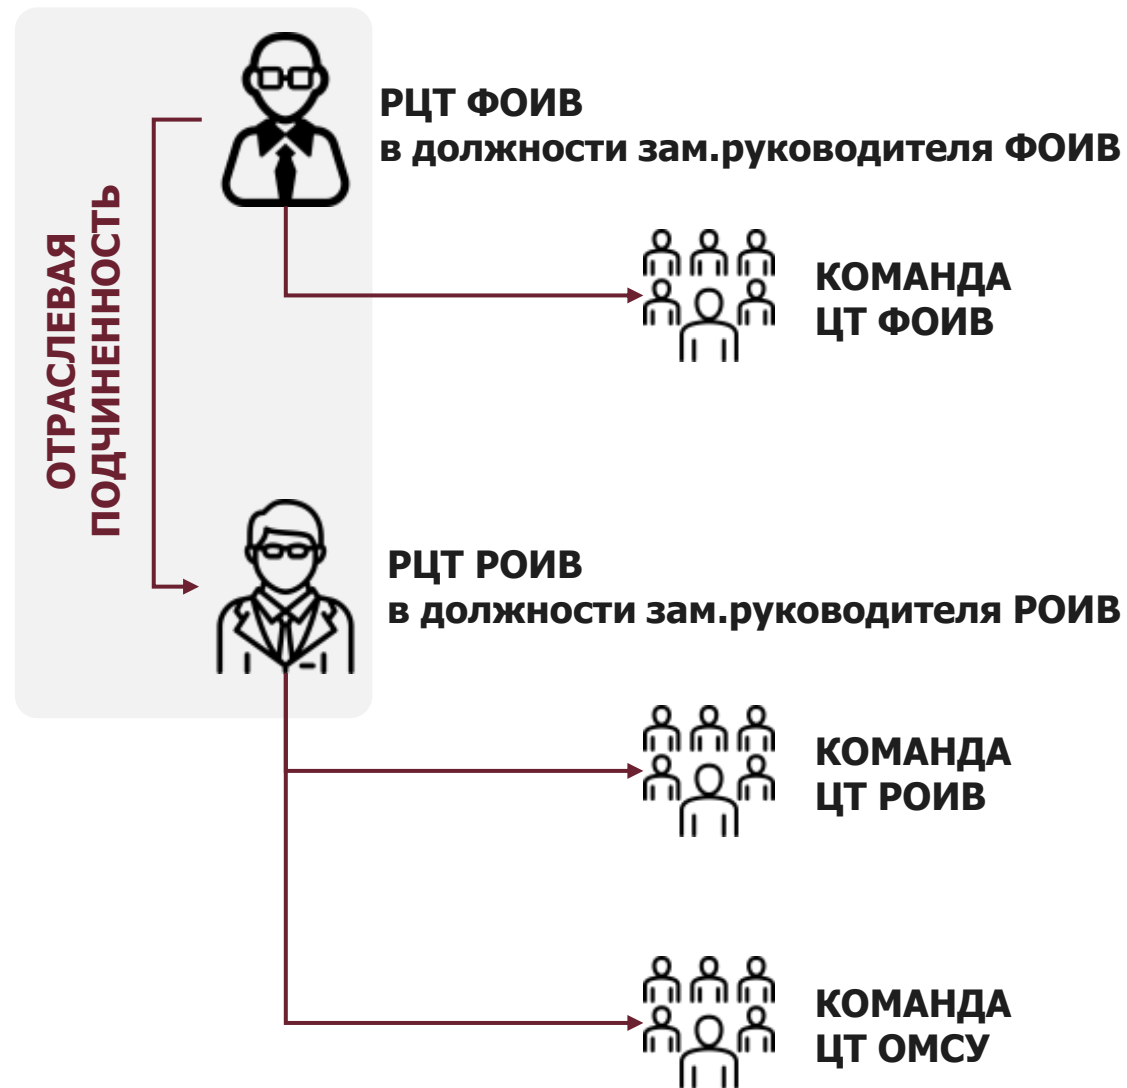 РЦТ ФОИВ
в должности зам.руководителя ФОИВ
ОТРАСЛЕВАЯ
ПОДЧИНЕННОСТЬ
КОМАНДА
ЦТ ФОИВ
РЦТ РОИВ
в должности зам.руководителя РОИВ
КОМАНДА
ЦТ РОИВ
КОМАНДА
ЦТ ОМСУ